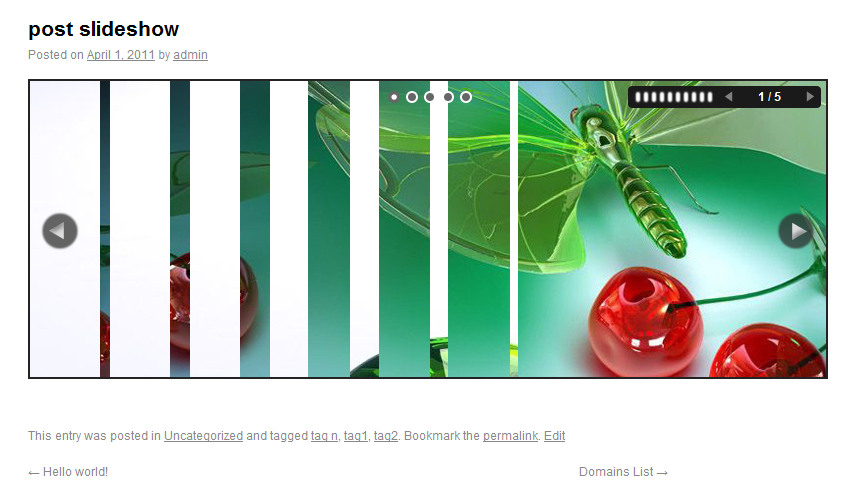 post slideshow
Posted on April 1, 2011 by admin
1 / 5
This entry was posted in Uncategorized and tagged tag n, tag1, tag2. Bookmark the permalink. Edit
← Hello world!
Domains List →